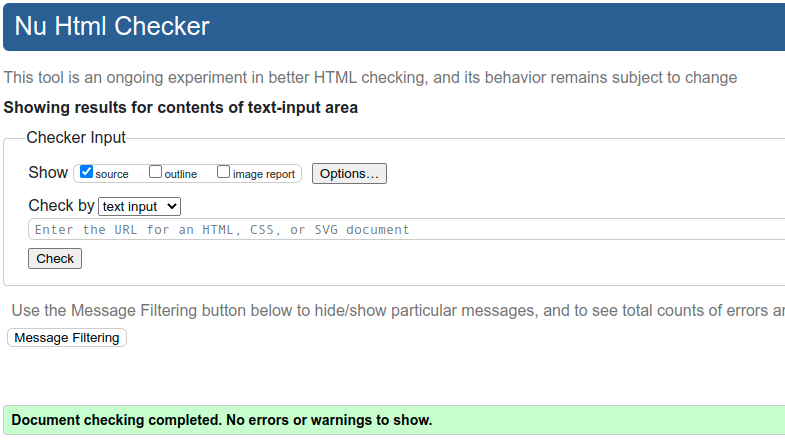 Nu Html Checker
This tool is an ongoing experiment in better HTML checking, and its behavior remains subject to change
Showing results for contents of text-input area
Checker Input
Show source outline image report Options...
Check by text input
Enter the URL for an HTML, CSS, or SVG document
Check
Use the Message Filtering button below to hide/show particular messages, and to see total counts of errors
Message Filtering
Document checking completed. No errors or warnings to show.